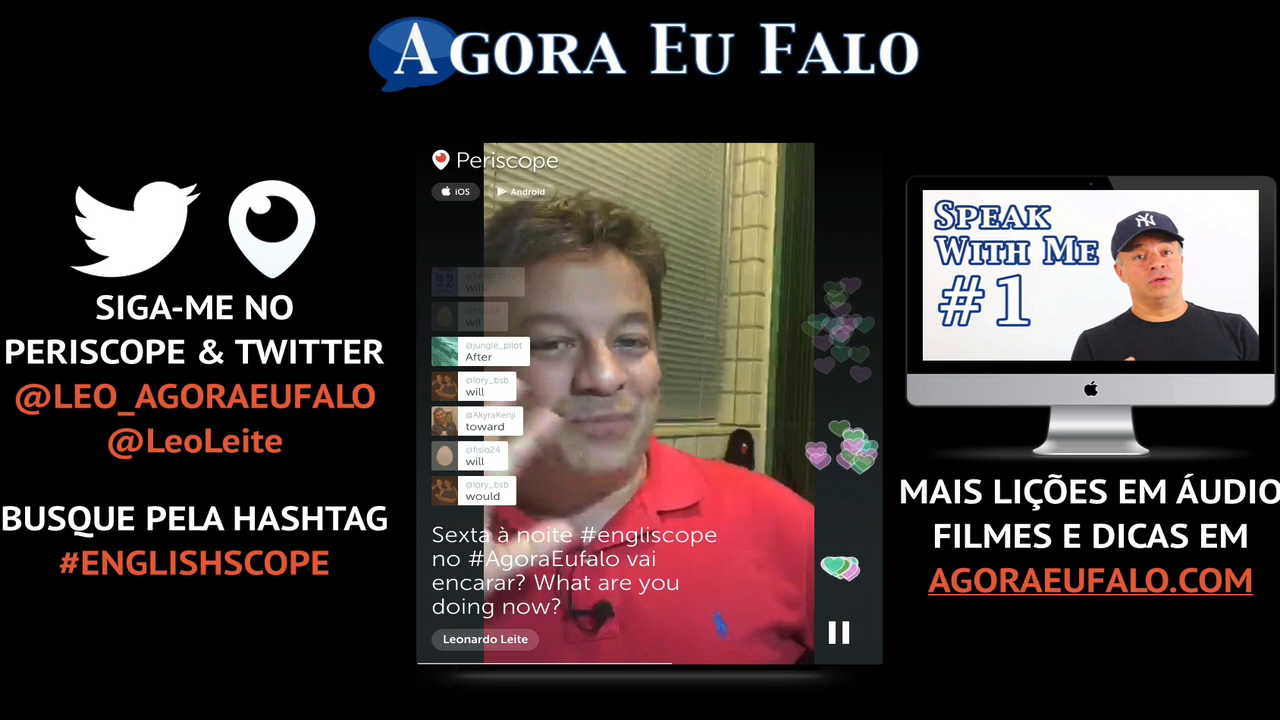 AGORA EU FALO
SIGA-ME NO
PERISCOPE & TWITTER
@LEO_AGORAEUFALO
@LeoLeite
BUSQUE PELA HASHTAG
#ENGLISHSCOPE
Periscope
iOS
Android
92
will
wil
@jungle_pilot
After
@lory_bsb
will
@AkyraKenji
toward
@fisio24
will
@lory_bsb
would
Sexta à noite #engliscope
no #AgoraEufalo vai
encarar? What are you
doing now?
Leonardo Leite
SPEAK
WITH ME
#1
MAIS LIÇÕES EM ÁUDIO
FILMES E DICAS EM
AGORAEUFALO.COM